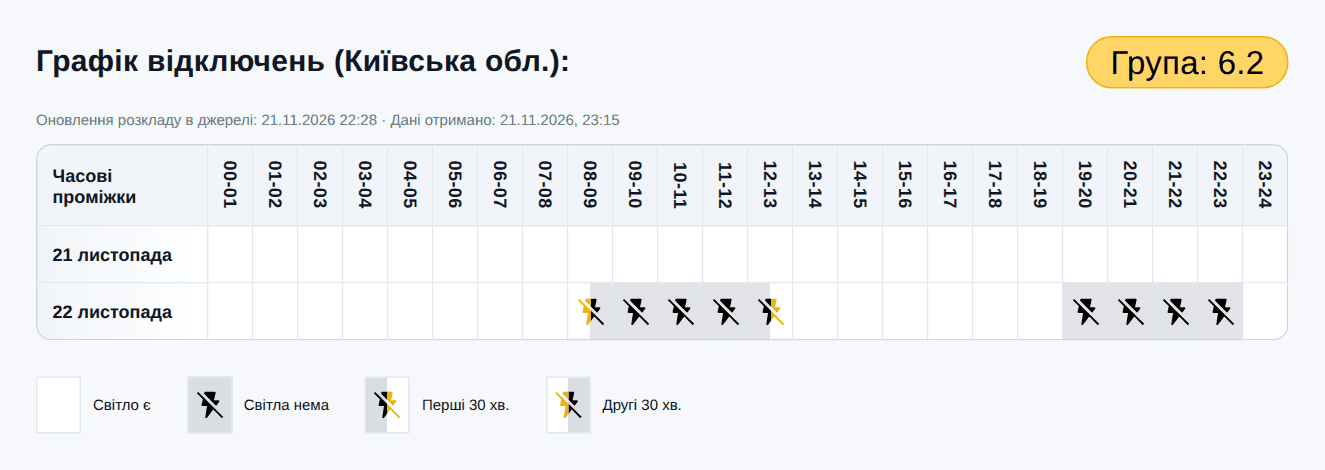 Графік відключень (Київська обл.):
Група: 6.2
Оновлення розкладу в джерелі: 21.11.2026 22:28 · Дані отримано: 21.11.2026, 23:15
Часові
проміжки
00-01
01-02
02-03
03-04
04-05
05-06
06-07
07-08
08-09
09-10
10-11
11-12
12-13
13-14
14-15
15-16
16-17
17-18
18-19
19-20
20-21
21-22
22-23
23-24
21 листопада
22 листопада
Світло є
Світла нема
Перші 30 хв.
Другі 30 хв.